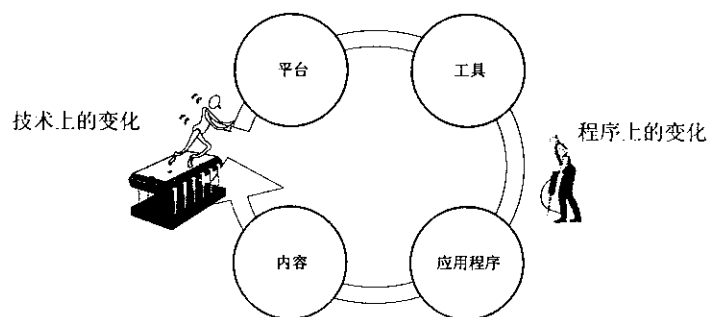 平台
工具
技术上的变化
程序上的变化
内容
应用程序